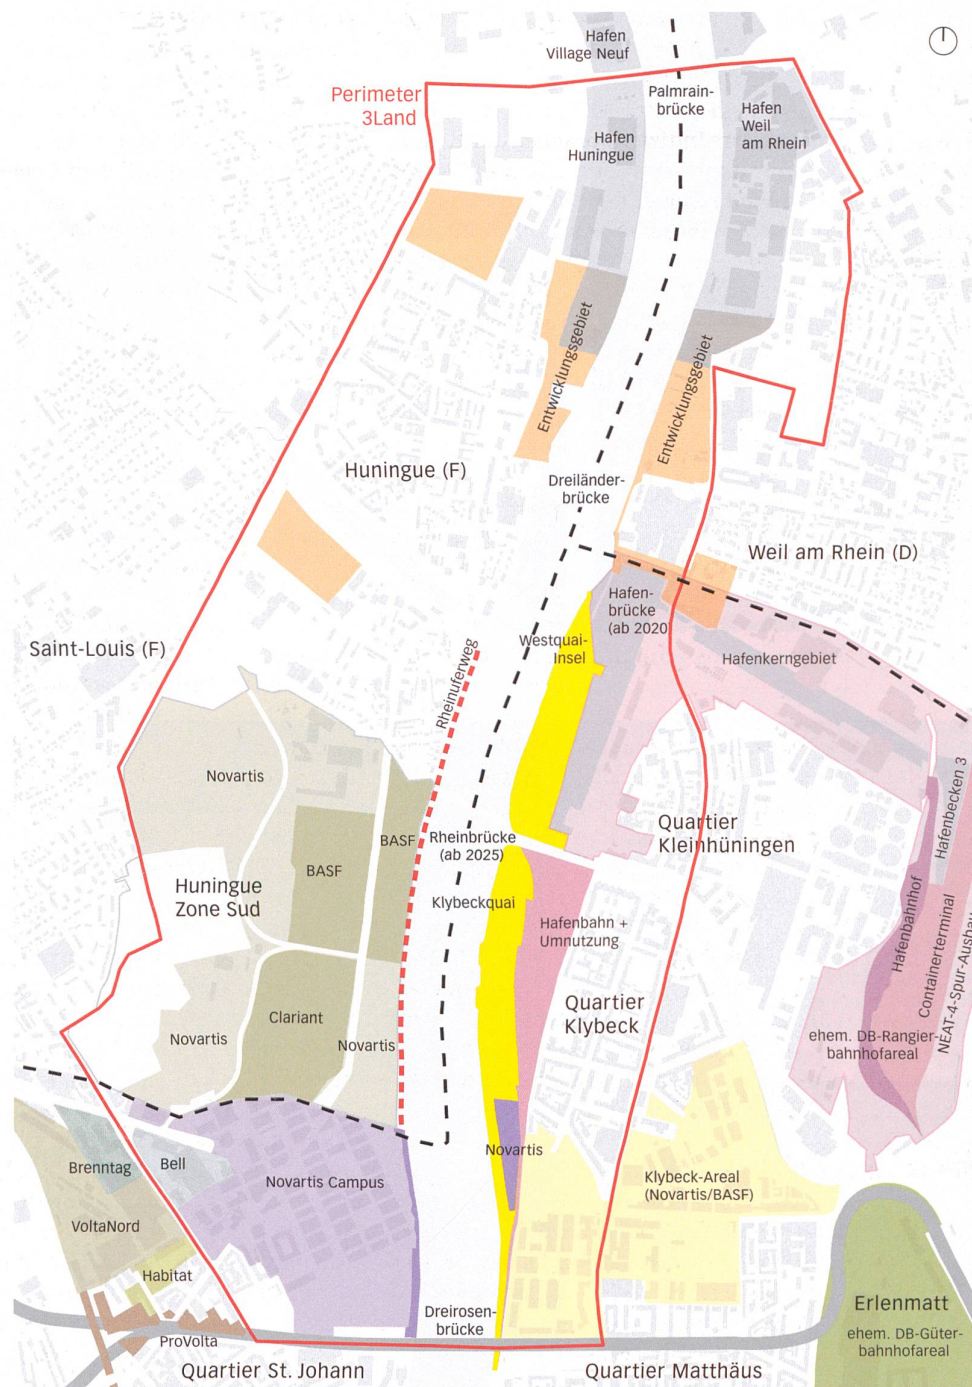 Hafen
Village Neuf
Perimeter
3Land
Palmrain-
brücke
Hafen
Weil
am Rhein
Hafen
Huningue
Entwicklungsgebiet
Entwicklungsgebiet
Huningue (F)
Dreiländer-
brücke
Weil am Rhein (D)
Hafen-
brücke
(ab 2020)
Saint-Louis (F)
Westquai-
Insel
Rheinuferweg
Hafenkerngebiet
Novartis
BASF
BASF
Rheinbrücke
(ab 2025)
Quartier
Kleinhüningen
Hafenbecken 3
Huningue
Zone Sud
Klybeckquai
Hafenbahn +
Umnutzung
Hafenbahnhof
Containerterminal
NEAT-4-Spur-Ausbau
Quartier
Klybeck
Clariant
Novartis
Novartis
ehem. DB-Rangier-
bahnhofareal
Brenntag
Bell
Novartis Campus
Novartis
Klybeck-Areal
(Novartis/BASF)
VoltaNord
Habitat
Dreirosen-
brücke
Erlenmatt
ehem. DB-Güter-
bahnhofareal
ProVolta
Quartier St. Johann
Quartier Matthäus